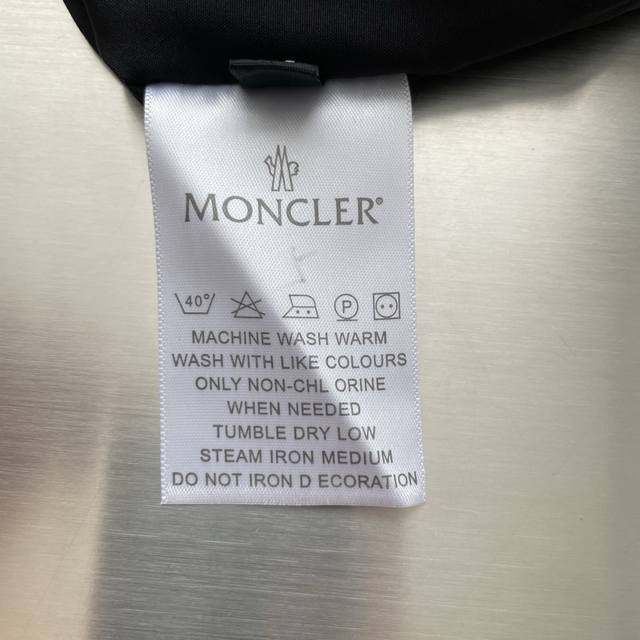 MONCLER®
40°
P
MACHINE WASH WARM
WASH WITH LIKE COLOURS
ONLY NON-CHL ORINE
WHEN NEEDED
TUMBLE DRY LOW
STEAM IRON MEDIUM
DO NOT IRON D ECORATION